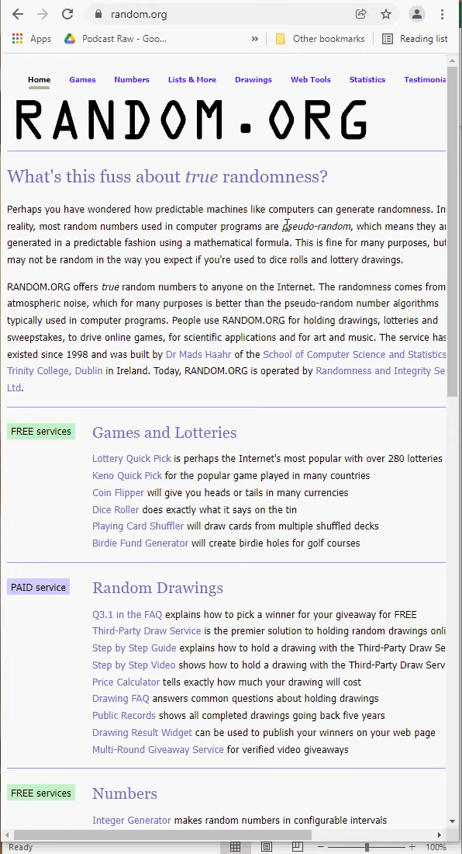 random.org
Apps Podcast Raw - Goo... » Other bookmarks Reading list
Home Games Numbers Lists & More Drawings Web Tools Statistics Testimonia
RANDOM.ORG
What's this fuss about true randomness?
Perhaps you have wondered how predictable machines like computers can generate randomness. In
reality, most random numbers used in computer programs are pseudo-random, which means they ar
generated in a predictable fashion using a mathematical formula. This is fine for many purposes, but
may not be random in the way you expect if you're used to dice rolls and lottery drawings.
RANDOM.ORG offers true random numbers to anyone on the Internet. The randomness comes from
atmospheric noise, which for many purposes is better than the pseudo-random number algorithms
typically used in computer programs. People use RANDOM.ORG for holding drawings, lotteries and
sweepstakes, to drive online games, for scientific applications and for art and music. The service has
existed since 1998 and was built by Dr Mads Haahr of the School of Computer Science and Statistics
Trinity College, Dublin in Ireland. Today, RANDOM.ORG is operated by Randomness and Integrity Se
Ltd.
FREE services Games and Lotteries
Lottery Quick Pick is perhaps the Internet's most popular with over 280 lotteries
Keno Quick Pick for the popular game played in many countries
Coin Flipper will give you heads or tails in many currencies
Dice Roller does exactly what it says on the tin
Playing Card Shuffler will draw cards from multiple shuffled decks
Birdie Fund Generator will create birdie holes for golf courses
PAID service Random Drawings
Q3.1 in the FAQ explains how to pick a winner for your giveaway for FREE
Third-Party Draw Service is the premier solution to holding random drawings onli
Step by Step Guide explains how to hold a drawing with the Third-Party Draw Se
Step by Step Video shows how to hold a drawing with the Third-Party Draw Serv
Price Calculator tells exactly how much your drawing will cost
Drawing FAQ answers common questions about holding drawings
Public Records shows all completed drawings going back five years
Drawing Result Widget can be used to publish your winners on your web page
Multi-Round Giveaway Service for verified video giveaways
FREE services Numbers
Integer Generator makes random numbers in configurable intervals
Ready 100%